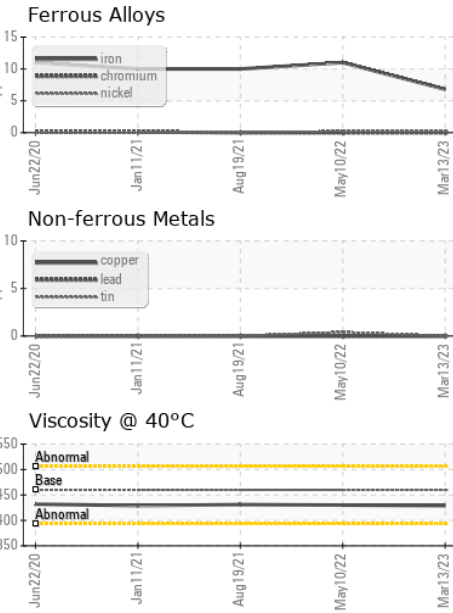 Ferrous Alloys
15
10
5
0
iron
chromium
nickel
Jun22/20
Jan11/21
Aug19/21
May10/22
Mar13/23
Non-ferrous Metals
10
5
0
copper
lead
tin
Jun22/20
Jan11/21
Aug19/21
May10/22
Mar13/23
Viscosity @ 40°C
550
500
450
400
350
Abnormal
Base
Abnormal
Jun22/20
Jan11/21
Aug19/21
May10/22
Mar13/23